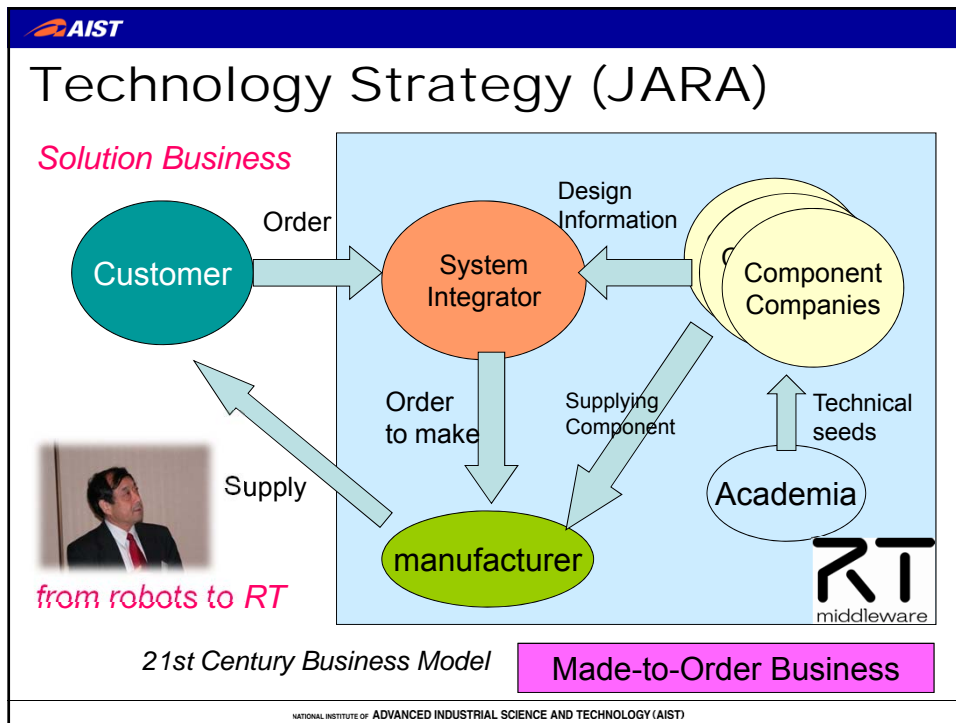 AIST
Technology Strategy (JARA)
Solution Business
Order
Customer
System
Integrator
Design
Information
Component
Companies
Order
to make
Supplying
Component
Technical
seeds
Academia
Supply
manufacturer
from robots to RT
RT
middleware
21st Century Business Model
Made-to-Order Business
NATIONAL INSTITUTE OF ADVANCED INDUSTRIAL SCIENCE AND TECHNOLOGY (AIST)